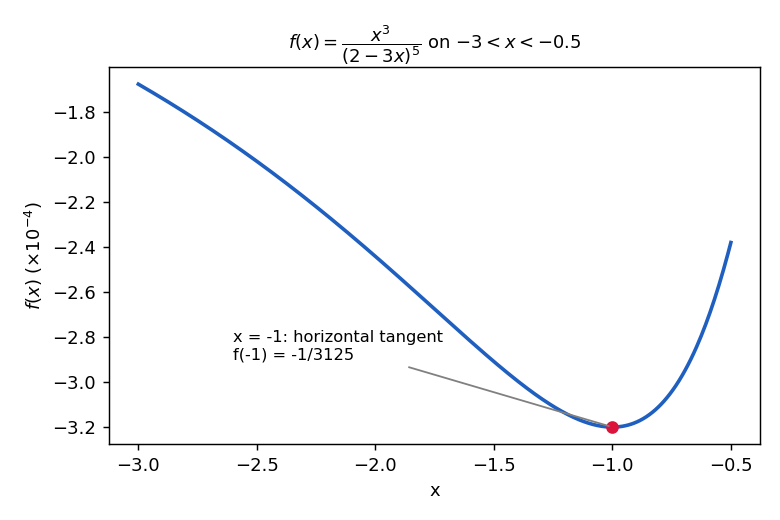 f(x) = x³/(2 − 3x)⁵ on −3 < x < −0.5
f(x) (×10⁻⁴)
−1.8
−2.0
−2.2
−2.4
−2.6
−2.8
−3.0
−3.2
x = -1: horizontal tangent
f(-1) = -1/3125
−3.0 −2.5 −2.0 −1.5 −1.0 −0.5
x